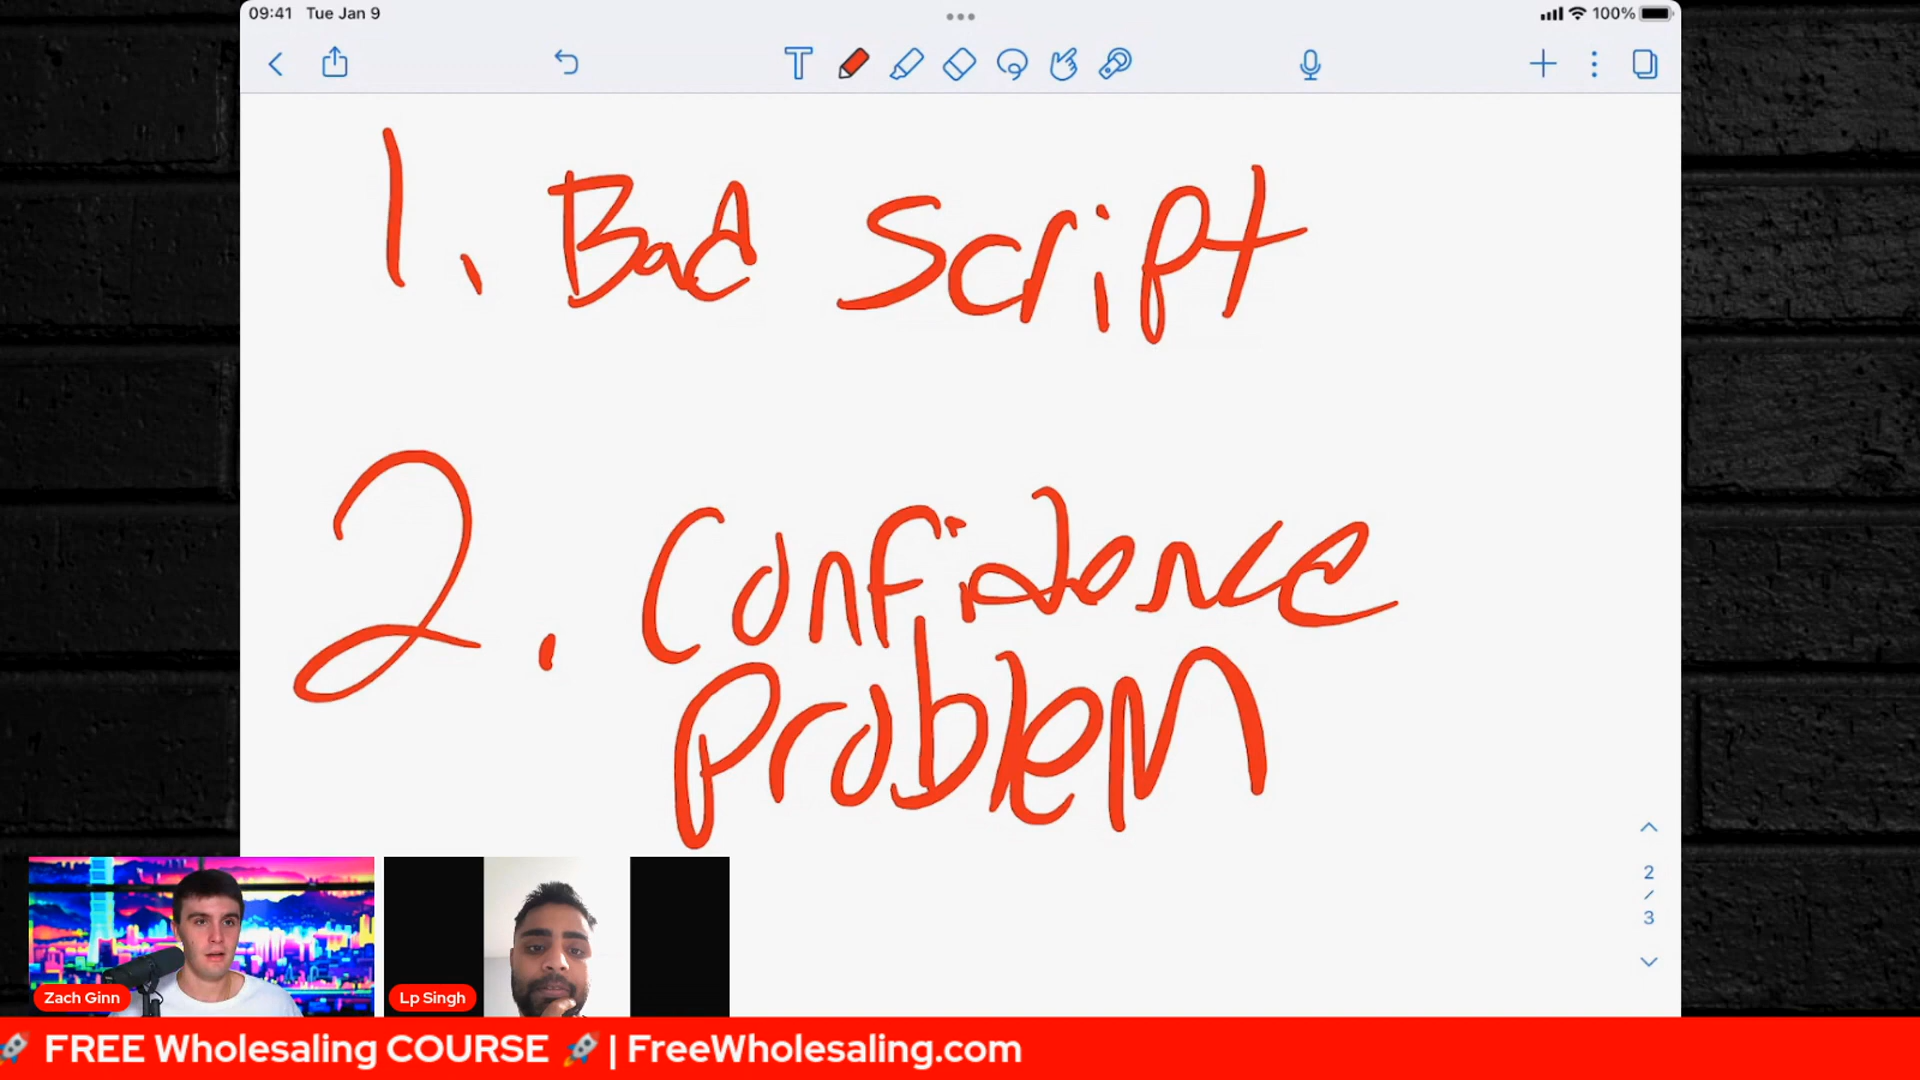 09:41 Tue Jan 9
100%
T
1. Bad Script
2. Confidence
Problem
2
/
3
Zach Ginn
Lp Singh
🚀 FREE Wholesaling COURSE 🚀 | FreeWholesaling.com